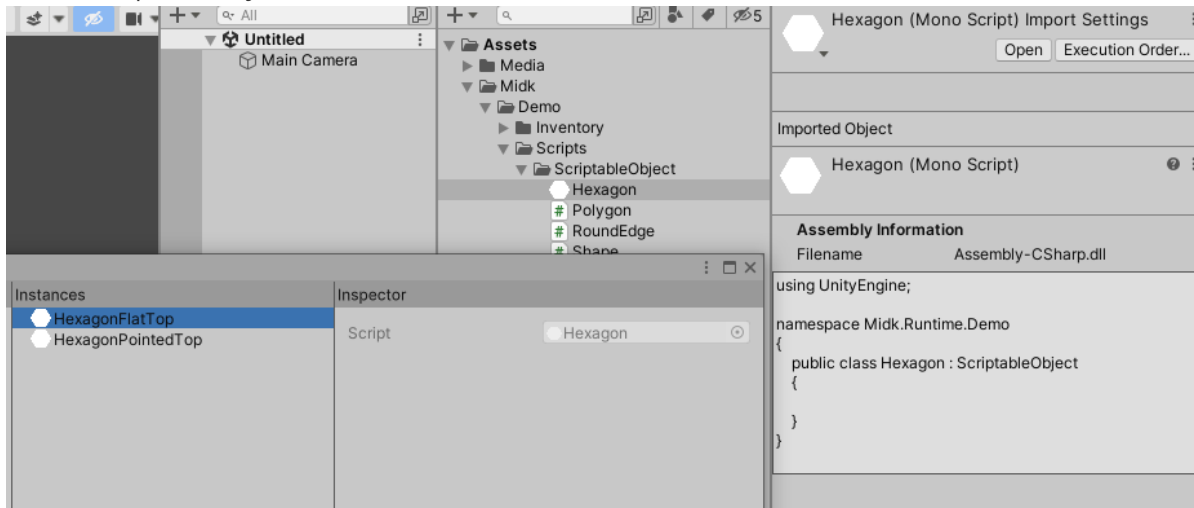 All
5
Untitled
Main Camera
Assets
Media
Midk
Demo
Inventory
Scripts
ScriptableObject
Hexagon
# Polygon
# RoundEdge
# Shape
Hexagon (Mono Script) Import Settings
Open Execution Order...
Imported Object
Hexagon (Mono Script)
Assembly Information
Filename Assembly-CSharp.dll
using UnityEngine;
namespace Midk.Runtime.Demo
{
public class Hexagon : ScriptableObject
{
}
}
Instances
HexagonFlatTop
HexagonPointedTop
Inspector
Script Hexagon